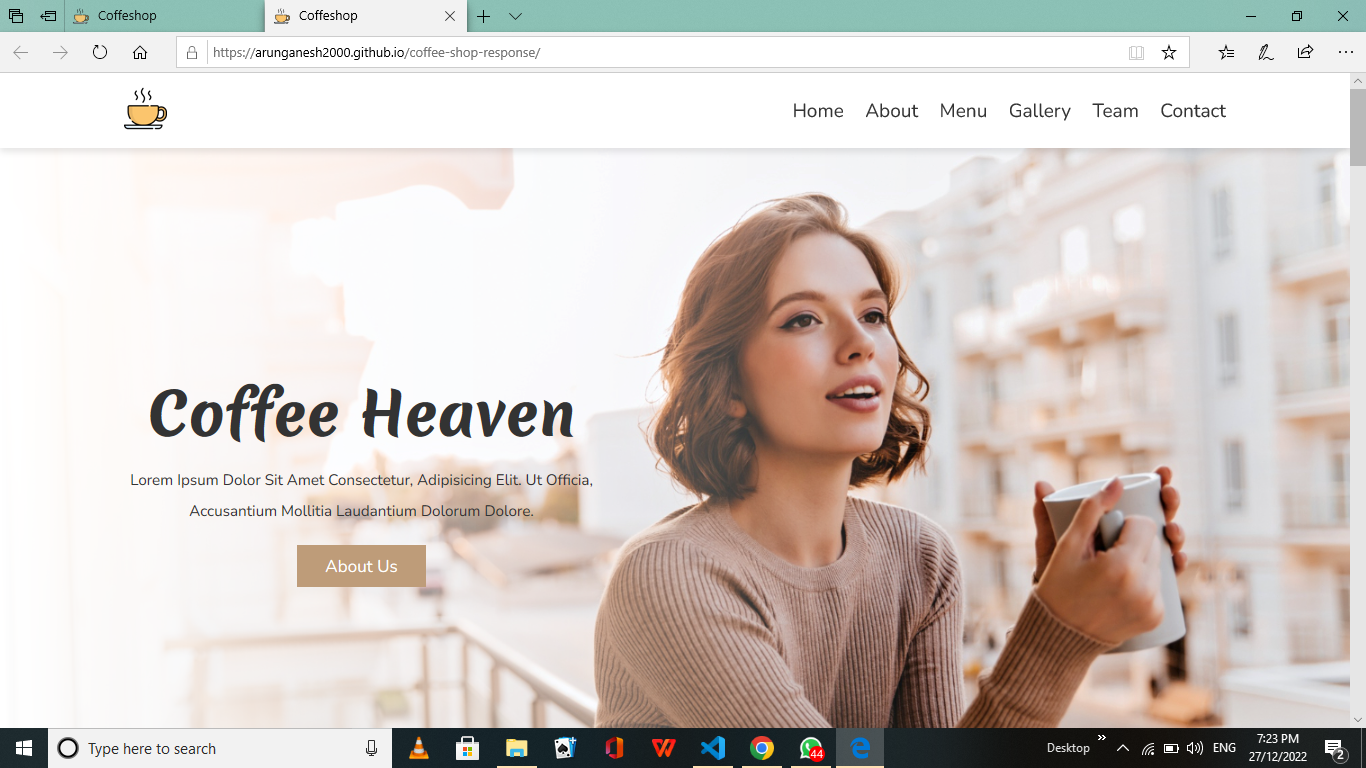 Coffeshop
Coffeshop
https://arunganesh2000.github.io/coffee-shop-response/
Home About Menu Gallery Team Contact
Coffee Heaven
Lorem Ipsum Dolor Sit Amet Consectetur, Adipisicing Elit. Ut Officia,
Accusantium Mollitia Laudantium Dolorum Dolore.
About Us
Type here to search
44
Desktop
ENG
7:23 PM
27/12/2022
2